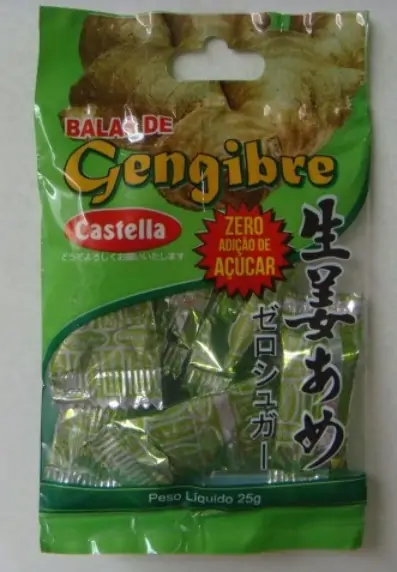 BALAS DE
Gengibre
Castella
どうぞよろしくお願いいたします
ZERO
ADIÇÃO DE
AÇÚCAR
生姜あめ
ゼロシュガー
Peso Líquido 25g